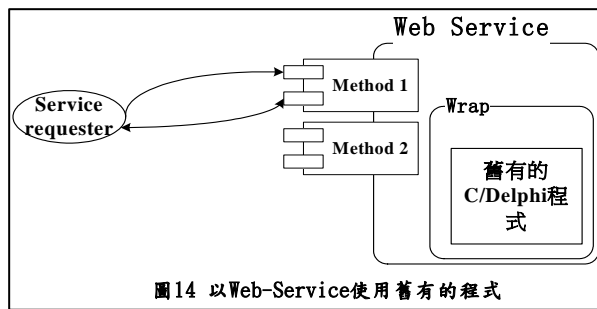 Web Service
Service
requester
Method 1
Method 2
Wrap
舊有的
C/Delphi程
式
圖14 以Web-Service使用舊有的程式